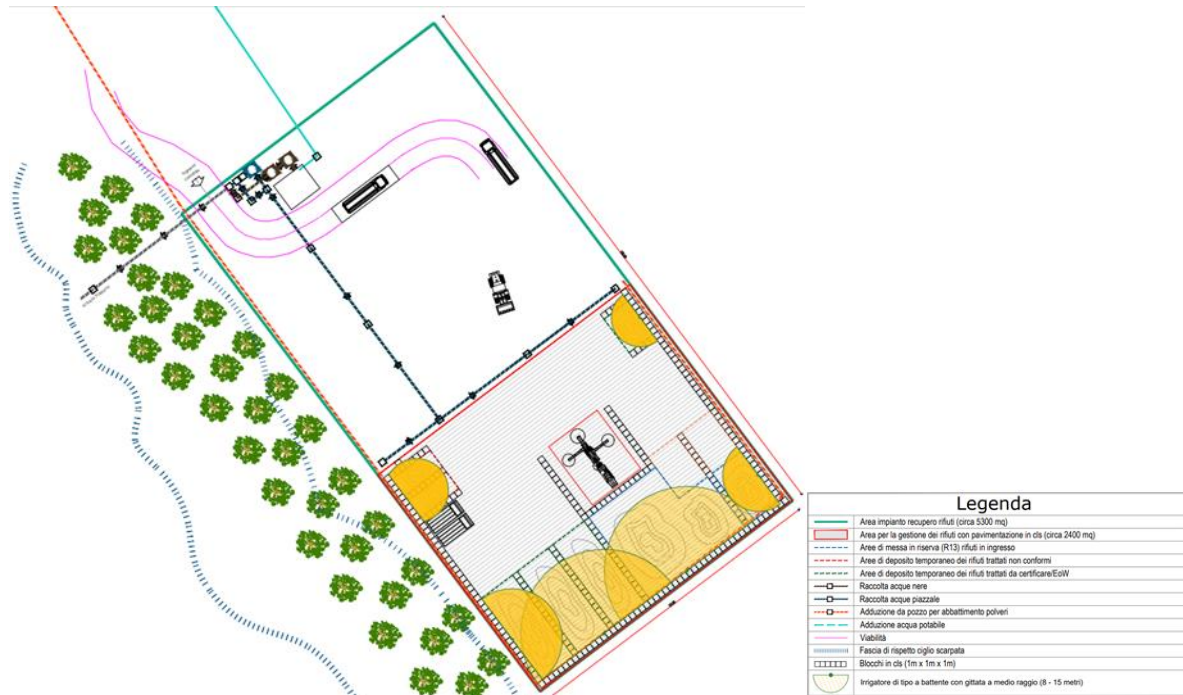 Legenda
Area impianto recupero rifiuti (circa 5300 mq)
Area per la gestione dei rifiuti con pavimentazione in cls (circa 2400 mq)
Aree di messa in riserva (R13) rifiuti in ingresso
Aree di deposito temporaneo dei rifiuti trattati non conformi
Aree di deposito temporaneo dei rifiuti trattati da certificare/EoW
Raccolta acque nere
Raccolta acque piazzale
Adduzione da pozzo per abbattimento polveri
Adduzione acqua potabile
Viabilità
Fascia di rispetto ciglio scarpata
Blocchi in cls (1m x 1m x 1m)
Irrigatore di tipo a battente con gittata a medio raggio (8 - 15 metri)